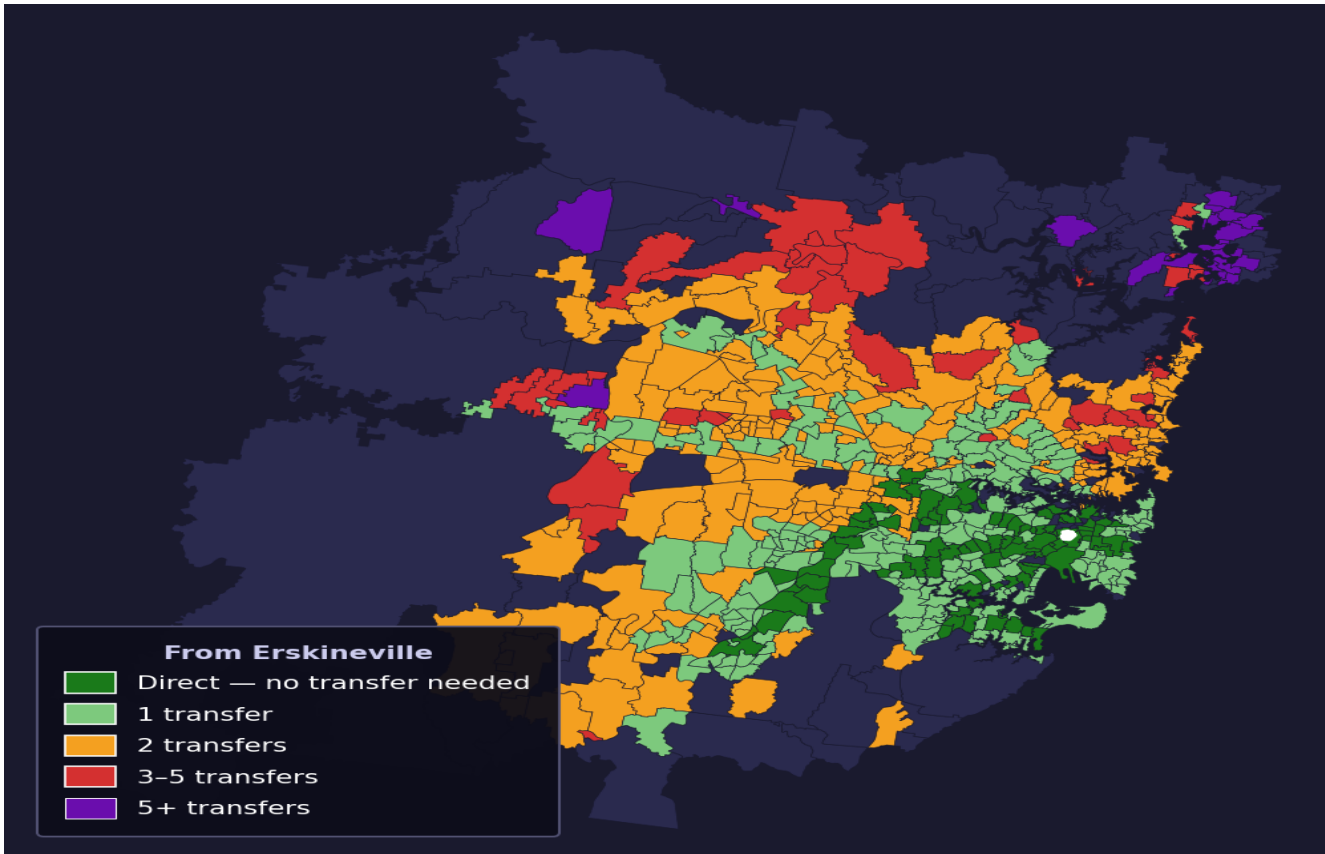 From Erskineville
Direct — no transfer needed
1 transfer
2 transfers
3–5 transfers
5+ transfers